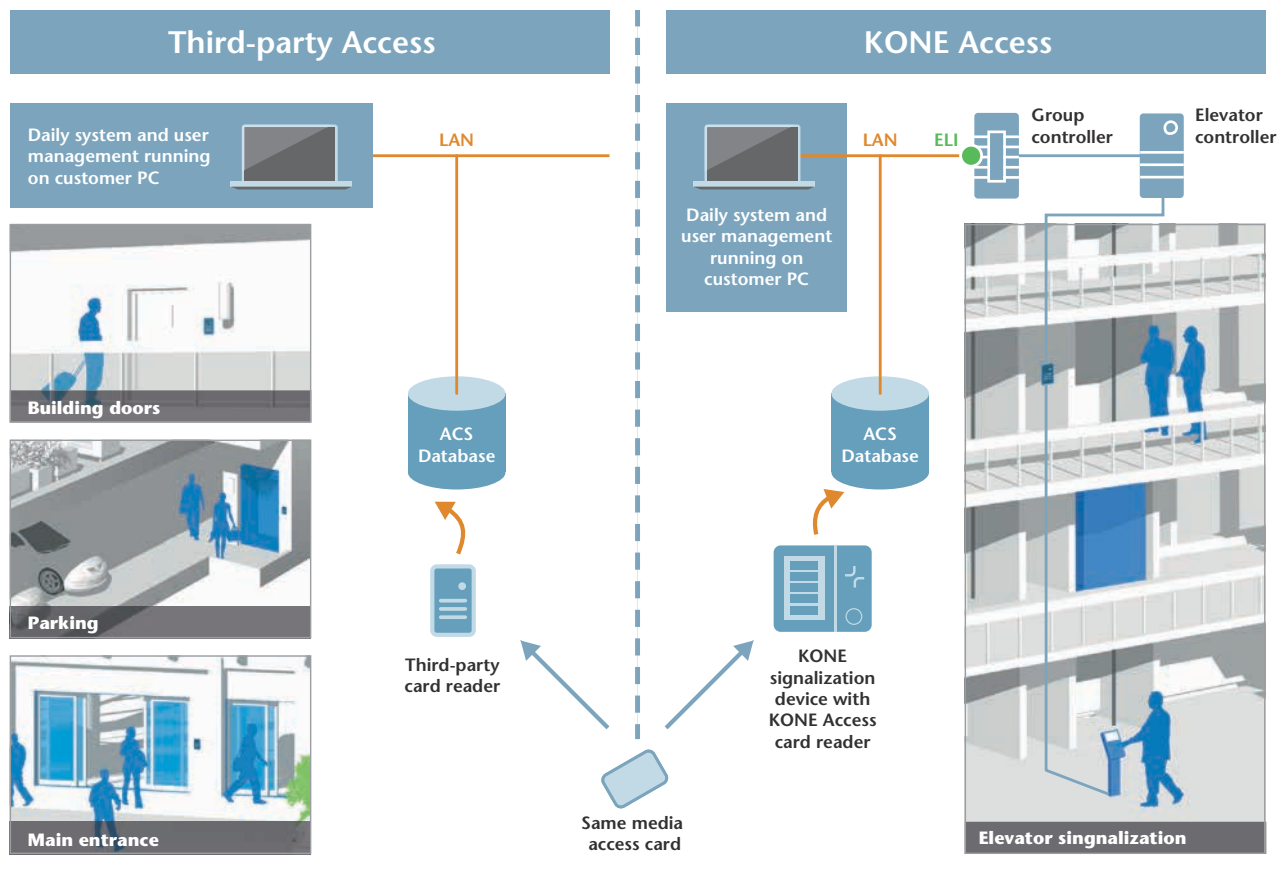 Third-party Access
Daily system and user
management running
on customer PC
LAN
Building doors
Parking
Main entrance
ACS
Database
Third-party
card reader
Same media
access card
KONE Access
Daily system and
user management
running on
customer PC
LAN
ELI
Group
controller
Elevator
controller
ACS
Database
KONE
signalization
device with
KONE Access
card reader
Elevator singnalization